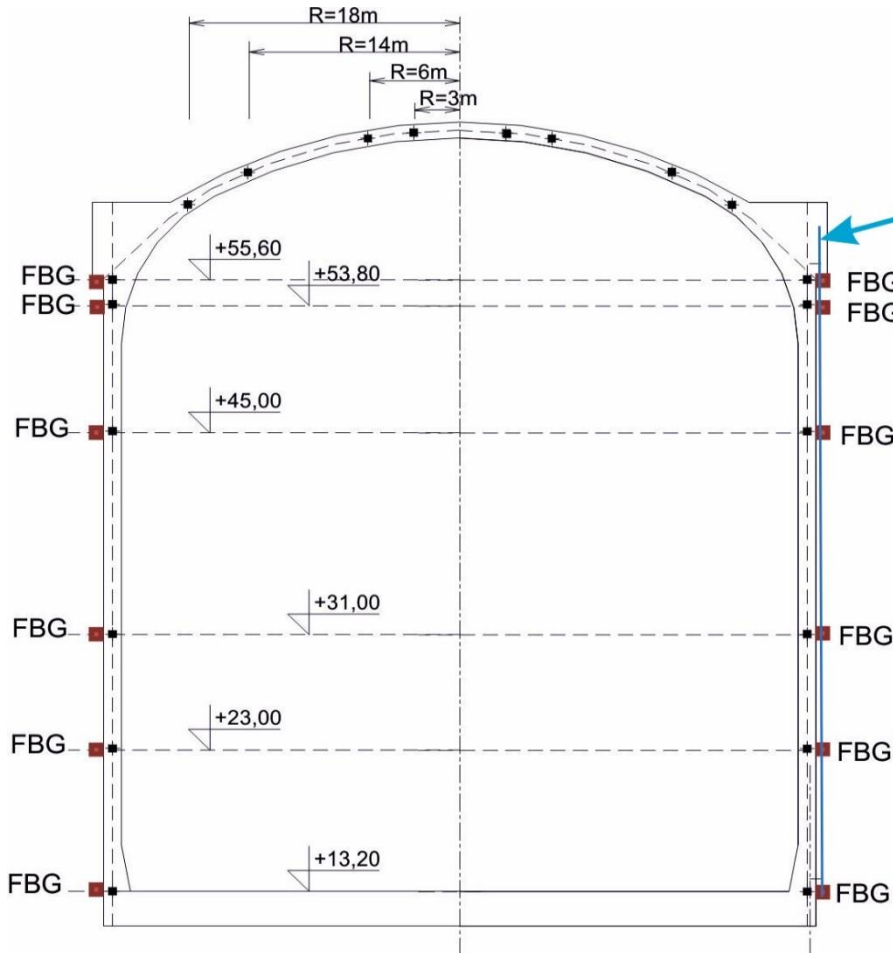 R=18m
R=14m
R=6m
R=3m
+55,60
FBG
+53,80
FBG
FBG
FBG
+45,00
FBG
FBG
+31,00
FBG
FBG
+23,00
FBG
FBG
+13,20
FBG
FBG